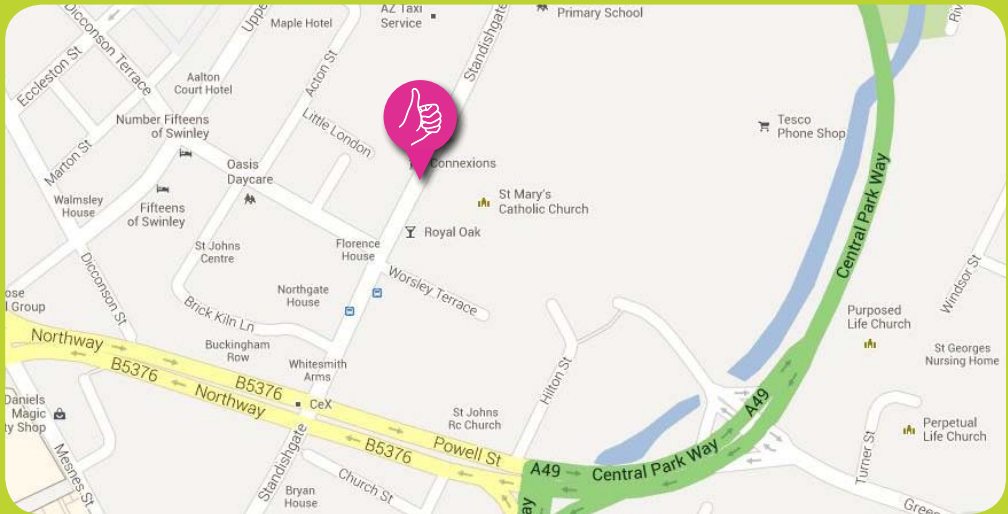 Maple Hotel
AZ Taxi
Service
Primary School
Dicconson Terrace
Eccleston St
Acton St
Standishgate
Aalton
Court Hotel
Number Fifteens
of Swinley
Little London
Tesco
Phone Shop
Marton St
Oasis
Daycare
Connexions
Walmsley
House
Fifteens
of Swinley
St Mary's
Catholic Church
Royal Oak
Central Park Way
St Johns
Centre
Florence
House
Dicconson St
Worsley Terrace
Windsor St
Northgate
House
Brick Kiln Ln
Purposed
Life Church
Northway
Buckingham
Row
St Georges
Nursing Home
B5376
Whitesmith
Arms
B5376
Northway
CeX
Hilton St
A49
Daniels
Magic
St Johns
Rc Church
Perpetual
Life Church
B5376
Powell St
Turner St
Mesnes St
Standishgate
A49
Central Park Way
Church St
Bryan
House